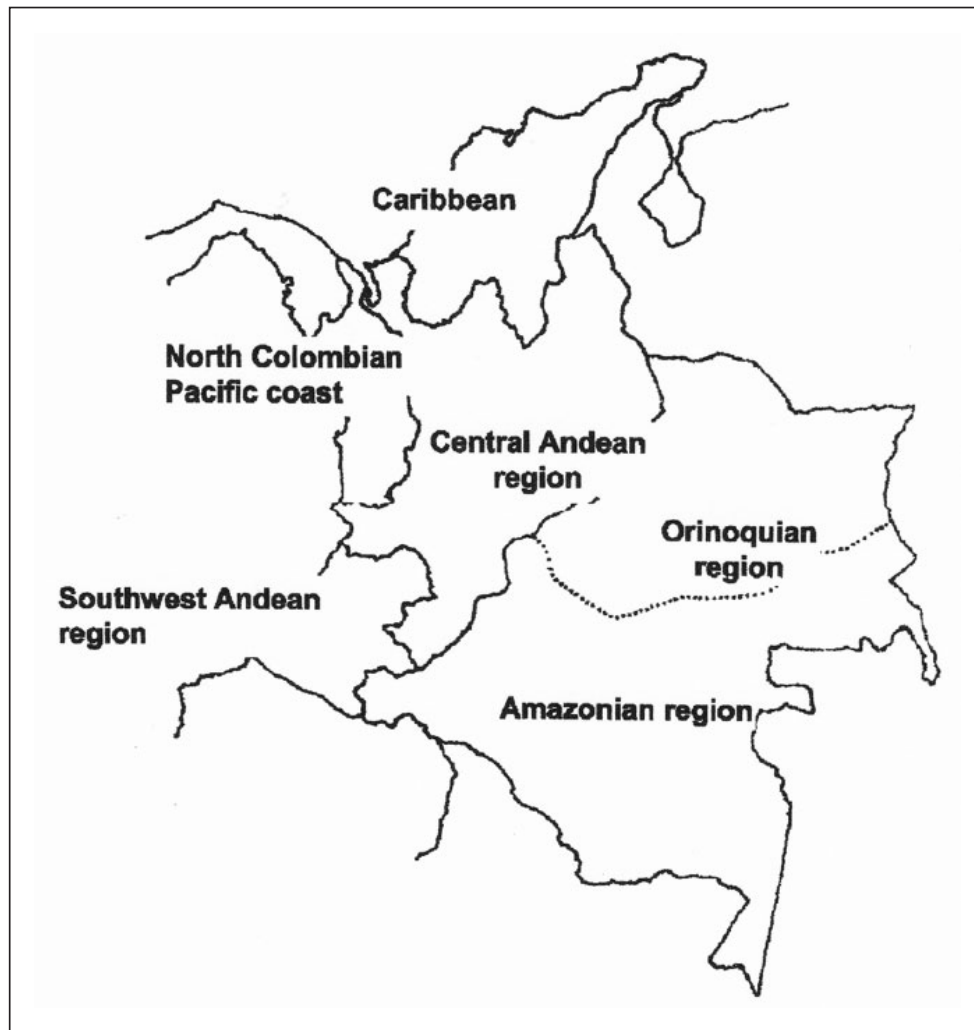 Caribbean
North Colombian
Pacific coast
Central Andean
region
Orinoquian
region
Southwest Andean
region
Amazonian region